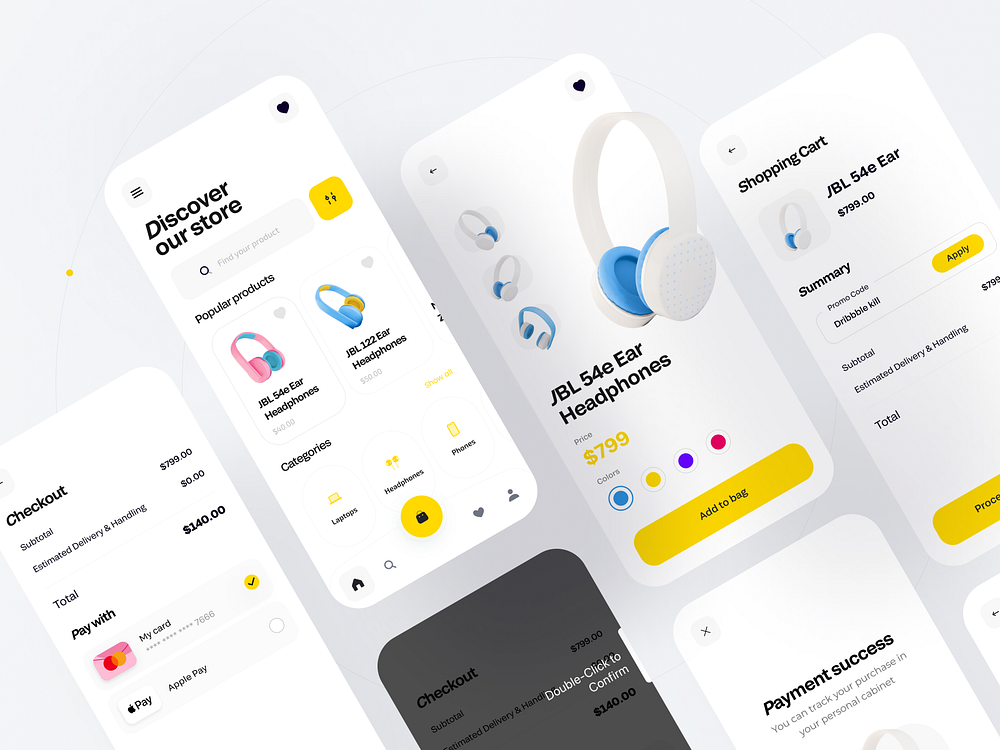 Discover
our store
Find your product
Popular products
JBL 54e Ear
Headphones
$40.00
JBL 122 Ear
Headphones
$50.00
Show all
Categories
Laptops
Headphones
Phones
JBL 54e Ear
Headphones
Price
$799
Colors
Add to bag
Shopping Cart
JBL 54e Ear
$799.00
Summary
Promo Code
Dribbble kill
Apply
Subtotal
Estimated Delivery & Handling
Total
Checkout
Subtotal
$799.00
Estimated Delivery & Handling
$0.00
Total
$140.00
Pay with
My card
**** **** **** 7666
Pay
Apple Pay
Checkout
Subtotal
$799.00
Estimated Delivery
$140.00
Double-Click to
Confirm
Payment success
You can track your purchase in
your personal cabinet